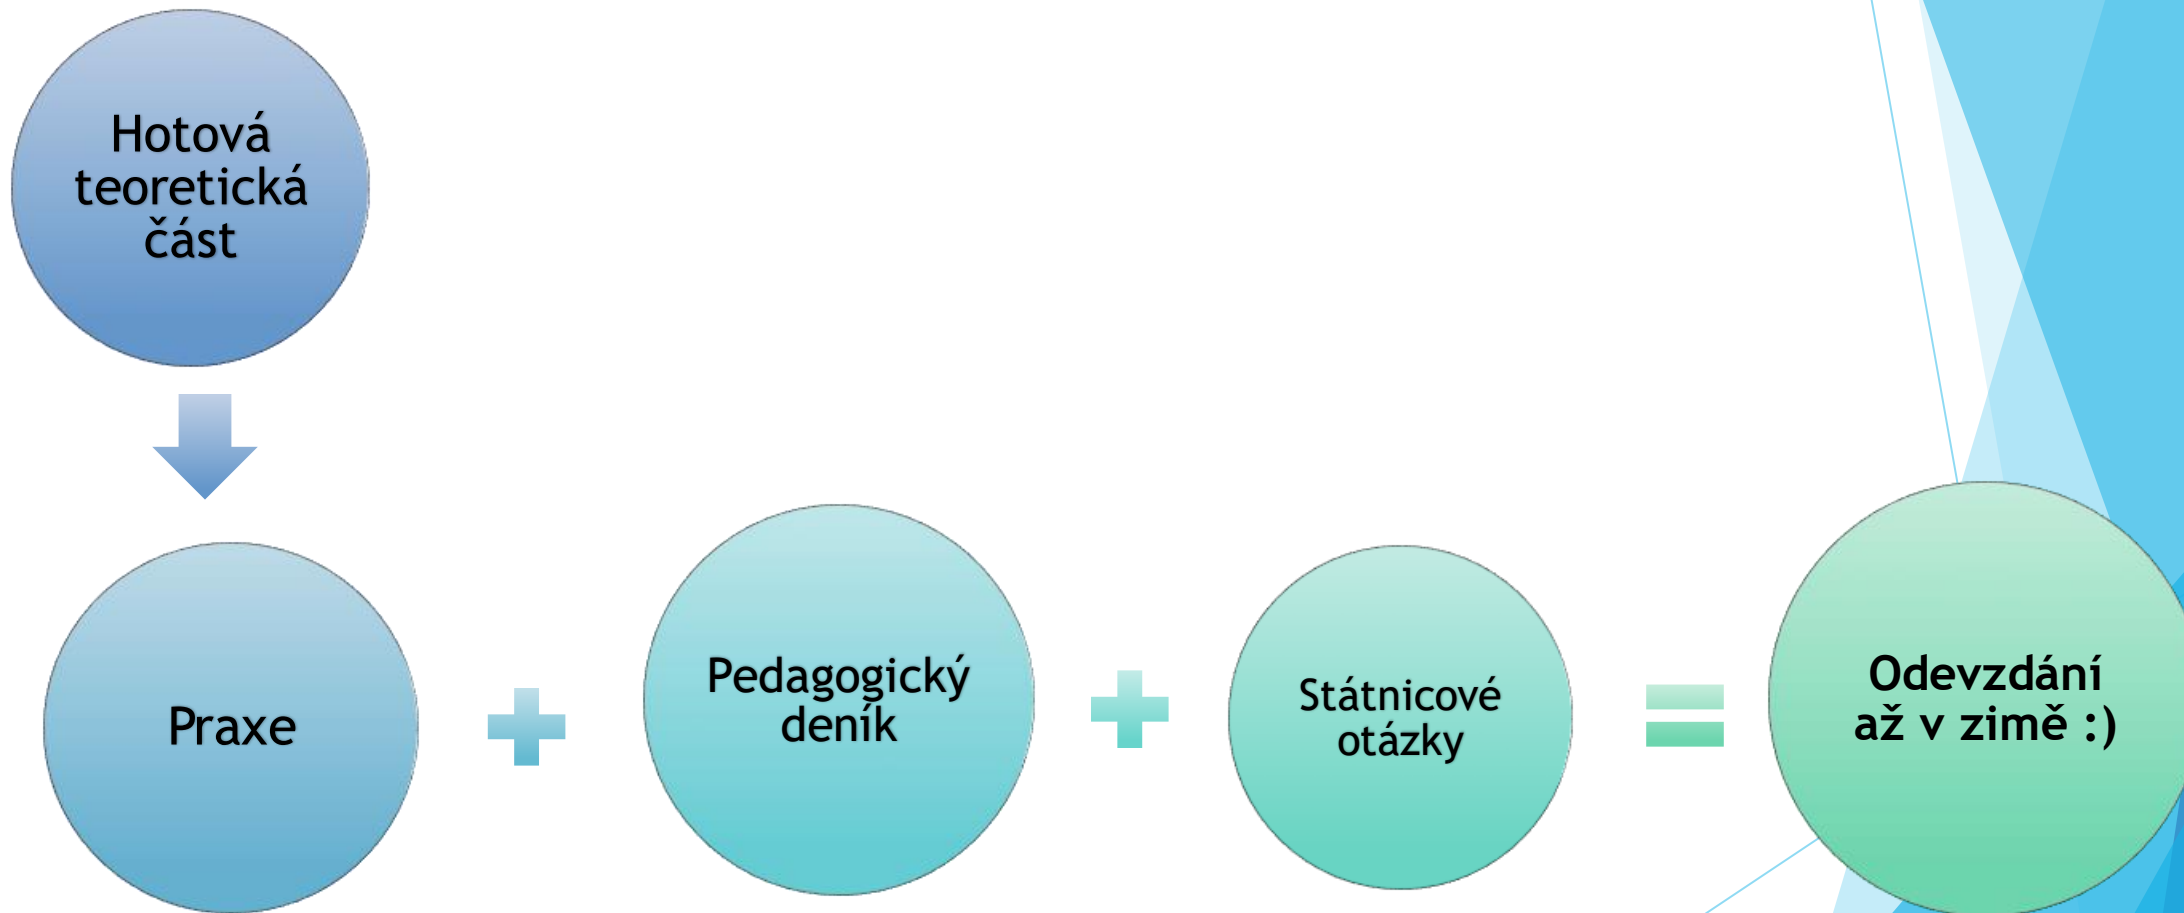 Hotová
teoretická
část
Praxe
Pedagogický
deník
Státnicové
otázky
Odevzdání
až v zimě :)